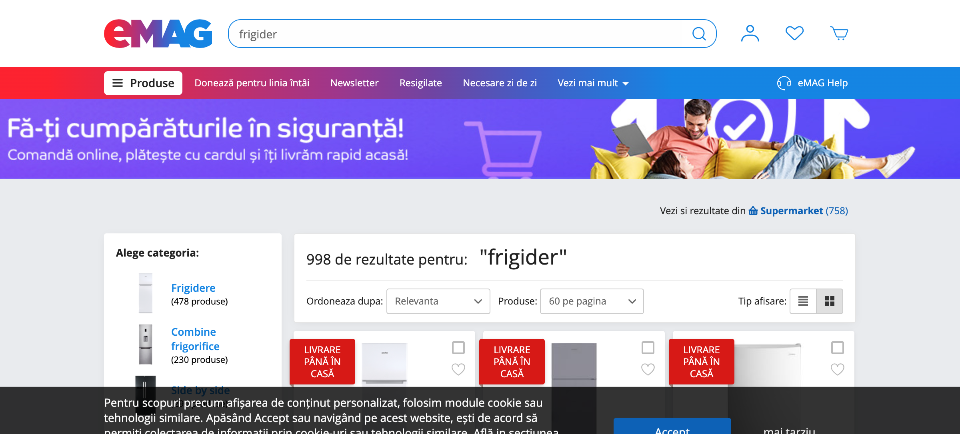 eMAG
frigider
Produse
Donează pentru linia întâi
Newsletter
Resigilate
Necesare zi de zi
Vezi mai mult
eMAG Help
Fă-ți cumpărăturile în siguranță!
Comandă online, plătește cu cardul și îți livrăm rapid acasă!
Vezi si rezultate din Supermarket (758)
Alege categoria:
Frigidere
(478 produse)
Combine
frigorifice
(230 produse)
Side by side
998 de rezultate pentru: "frigider"
Ordoneaza dupa: Relevanta
Produse: 60 pe pagina
Tip afisare:
LIVRARE
PÂNĂ ÎN
CASĂ
LIVRARE
PÂNĂ ÎN
CASĂ
LIVRARE
PÂNĂ ÎN
CASĂ
Pentru scopuri precum afișarea de conținut personalizat, folosim module cookie sau
tehnologii similare. Apăsând Accept sau navigând pe acest website, ești de acord să
permiți colectarea de informații prin cookie-uri sau tehnologii similare. Află in secțiunea
Accept
mai tarziu